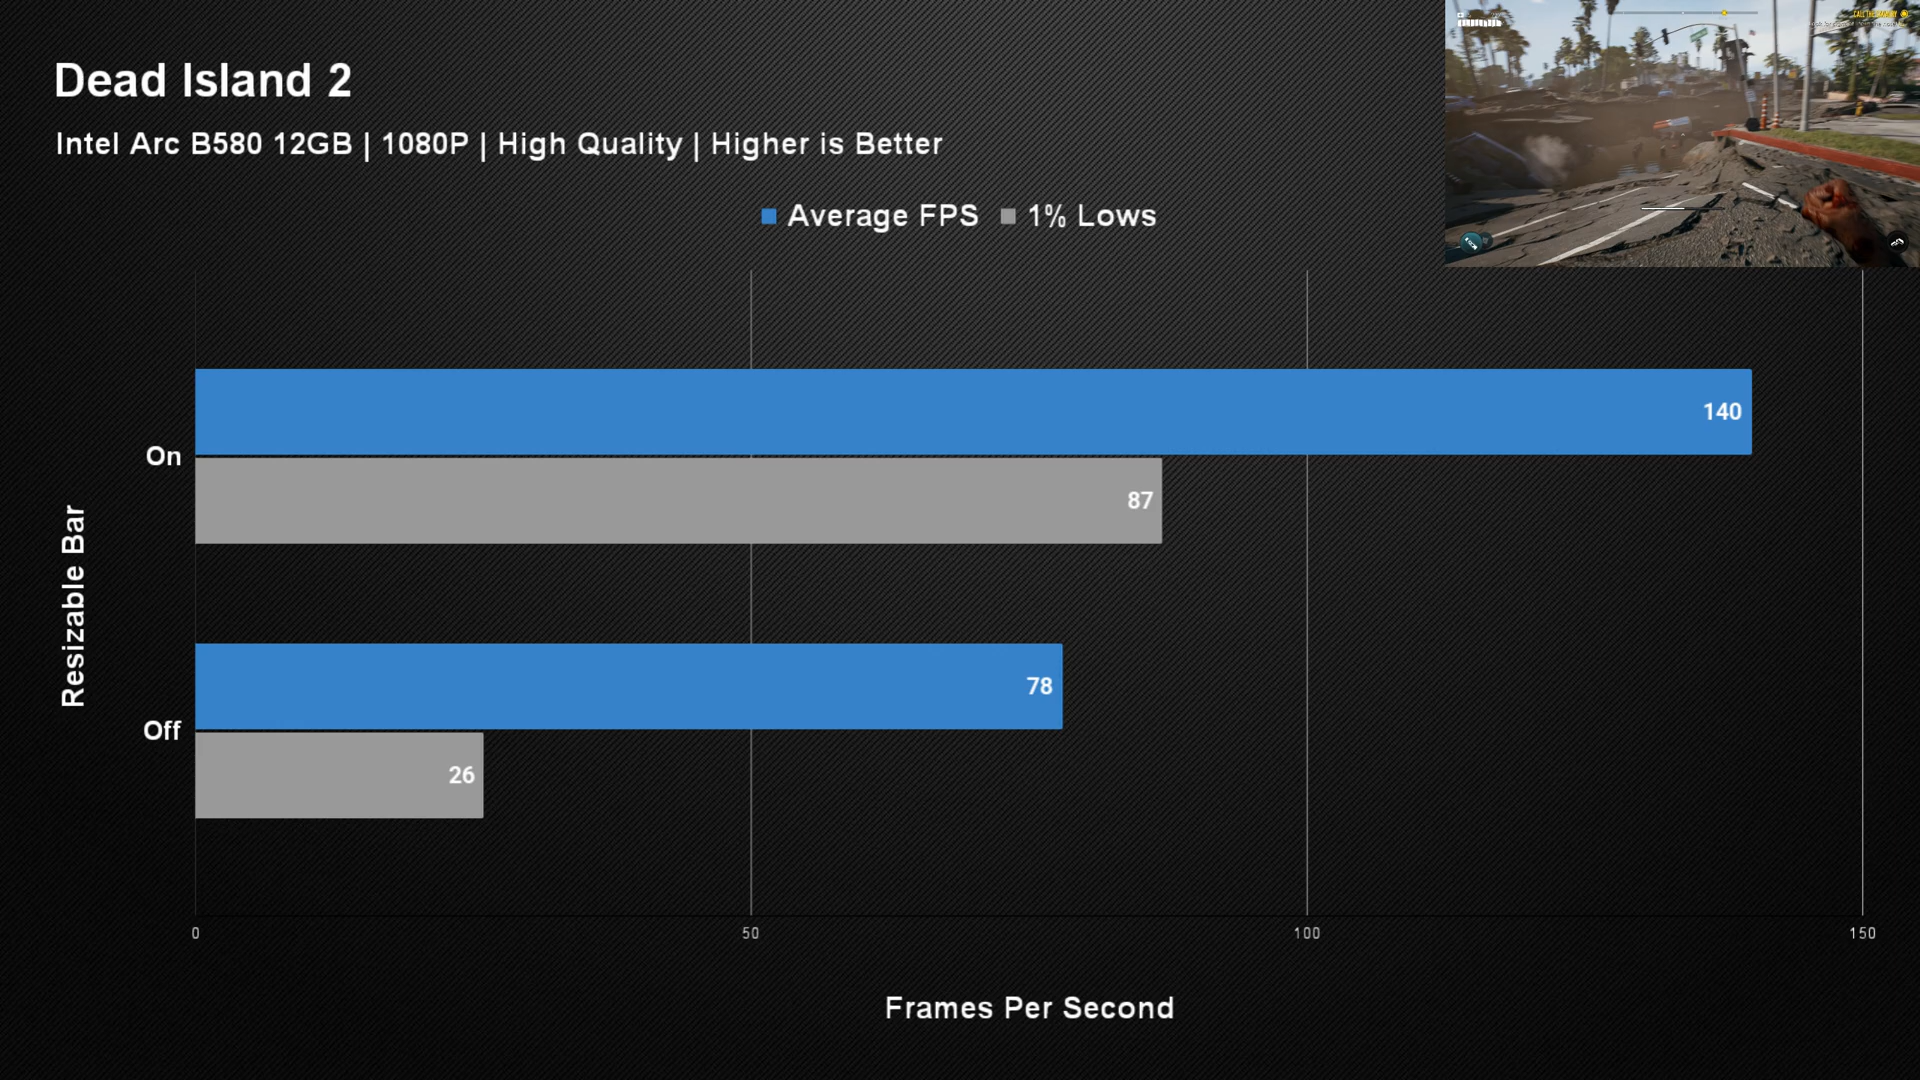 Dead Island 2
Intel Arc B580 12GB | 1080P | High Quality | Higher is Better
Average FPS 1% Lows
140
On
87
Resizable Bar
78
Off
26
0 50 100 150
Frames Per Second